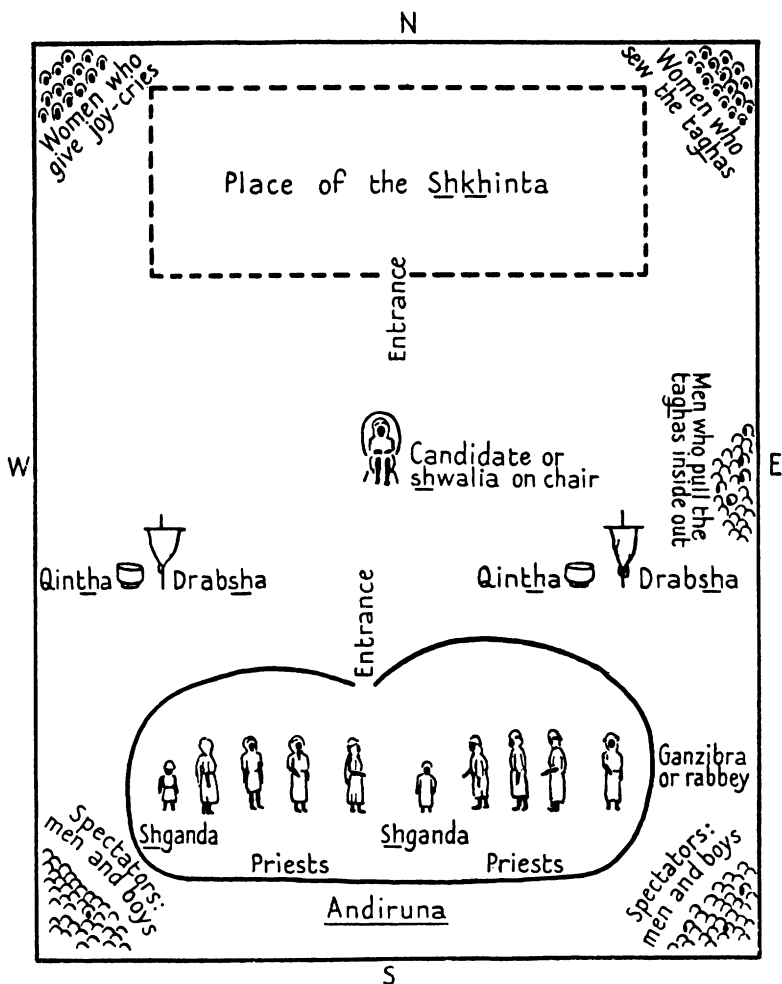 N
Women who
give joy-cries
Women who
sew the taghas
Place of the Shkhinta
Entrance
Men who pull the
taghas inside out
W
E
Candidate or
shwalia on chair
Qintha
Drabsha
Qintha
Drabsha
Entrance
Ganzibra
or rabbey
Shganda
Shganda
Priests
Priests
Spectators:
men and boys
Spectators:
men and boys
Andiruna
S